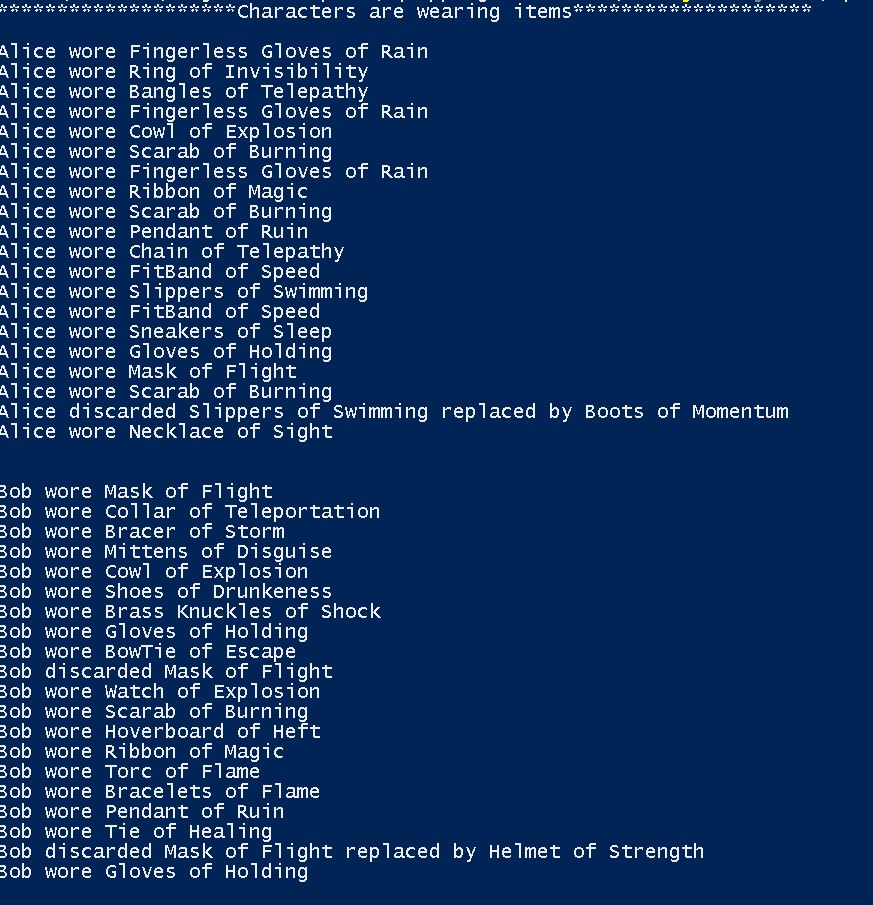 ********************Characters are wearing items********************
Alice wore Fingerless Gloves of Rain
Alice wore Ring of Invisibility
Alice wore Bangles of Telepathy
Alice wore Fingerless Gloves of Rain
Alice wore Cowl of Explosion
Alice wore Scarab of Burning
Alice wore Fingerless Gloves of Rain
Alice wore Ribbon of Magic
Alice wore Scarab of Burning
Alice wore Pendant of Ruin
Alice wore Chain of Telepathy
Alice wore FitBand of Speed
Alice wore Slippers of Swimming
Alice wore FitBand of Speed
Alice wore Sneakers of Sleep
Alice wore Gloves of Holding
Alice wore Mask of Flight
Alice wore Scarab of Burning
Alice discarded Slippers of Swimming replaced by Boots of Momentum
Alice wore Necklace of Sight
Bob wore Mask of Flight
Bob wore Collar of Teleportation
Bob wore Bracer of Storm
Bob wore Mittens of Disguise
Bob wore Cowl of Explosion
Bob wore Shoes of Drunkeness
Bob wore Brass Knuckles of Shock
Bob wore Gloves of Holding
Bob wore BowTie of Escape
Bob discarded Mask of Flight
Bob wore Watch of Explosion
Bob wore Scarab of Burning
Bob wore Hoverboard of Heft
Bob wore Ribbon of Magic
Bob wore Torc of Flame
Bob wore Bracelets of Flame
Bob wore Pendant of Ruin
Bob wore Tie of Healing
Bob discarded Mask of Flight replaced by Helmet of Strength
Bob wore Gloves of Holding